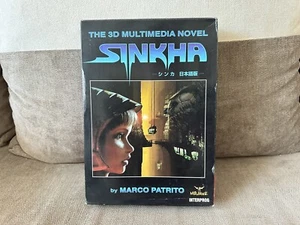 THE 3D MULTIMEDIA NOVEL
SINKHA
シンカ 日本語版
by MARCO PATRITO
INTERPROG